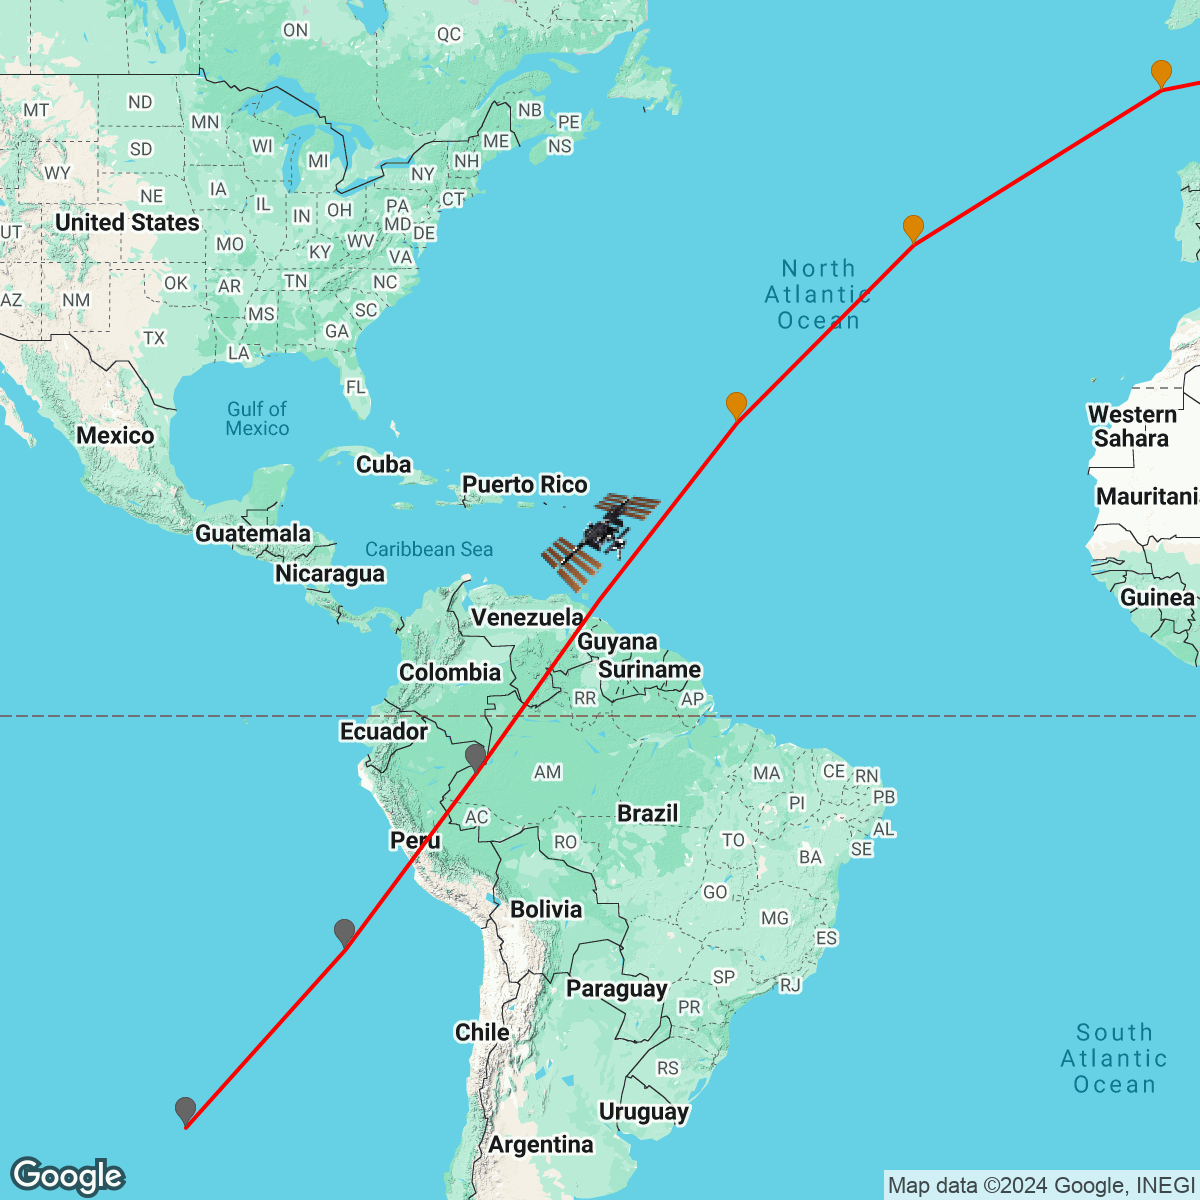 ON
QC
MT
ND
MN
NB
PE
ME
NS
SD
WI
MI
NH
WY
NY
NE
IA
IL
IN
OH
PA
CT
United States
UT
MD
DE
MO
KY
WV
VA
North
Atlantic
Ocean
AZ
NM
OK
AR
TN
NC
MS
SC
TX
GA
LA
FL
Gulf of
Mexico
Western
Sahara
Mexico
Cuba
Puerto Rico
Mauritani
Guatemala
Caribbean Sea
Nicaragua
Venezuela
Guinea
Guyana
Colombia
Suriname
RR
AP
Ecuador
AM
MA
CE
RN
PI
PB
AC
Brazil
AL
Peru
RO
TO
SE
BA
GO
Bolivia
MG
ES
SP
RJ
Paraguay
PR
Chile
South
Atlantic
Ocean
RS
Uruguay
Argentina
Google
Map data ©2024 Google, INEGI